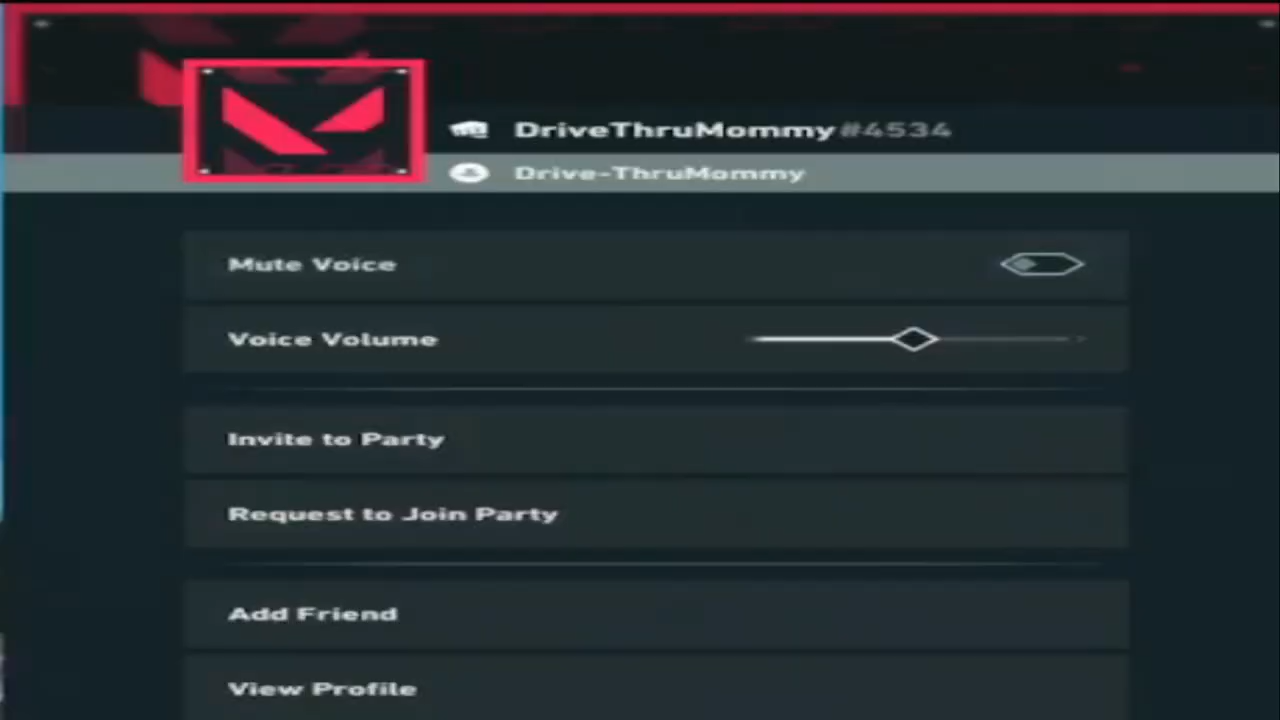 DriveThruMommy#4534
Drive-ThruMommy
Mute Voice
Voice Volume
Invite to Party
Request to Join Party
Add Friend
View Profile